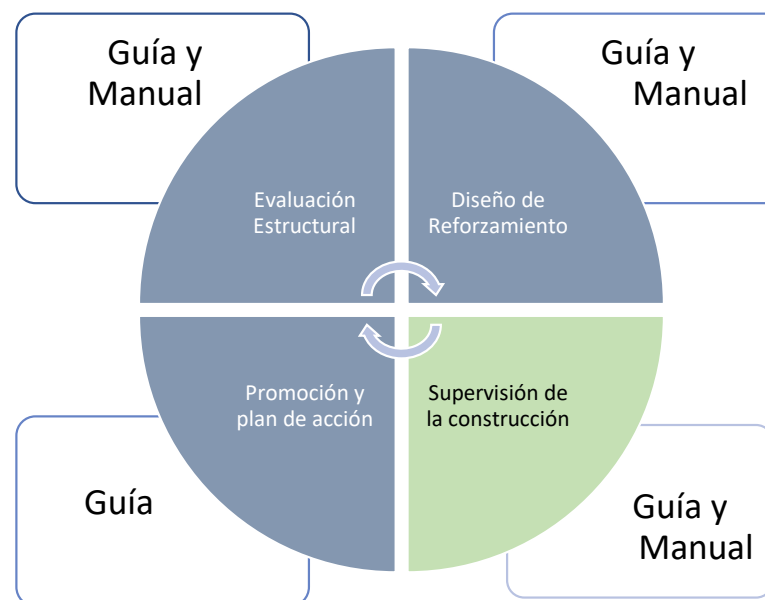 Guía y
Manual
Guía y
Manual
Evaluación
Estructural
Diseño de
Reforzamiento
Promoción y
plan de acción
Supervisión de
la construcción
Guía
Guía y
Manual